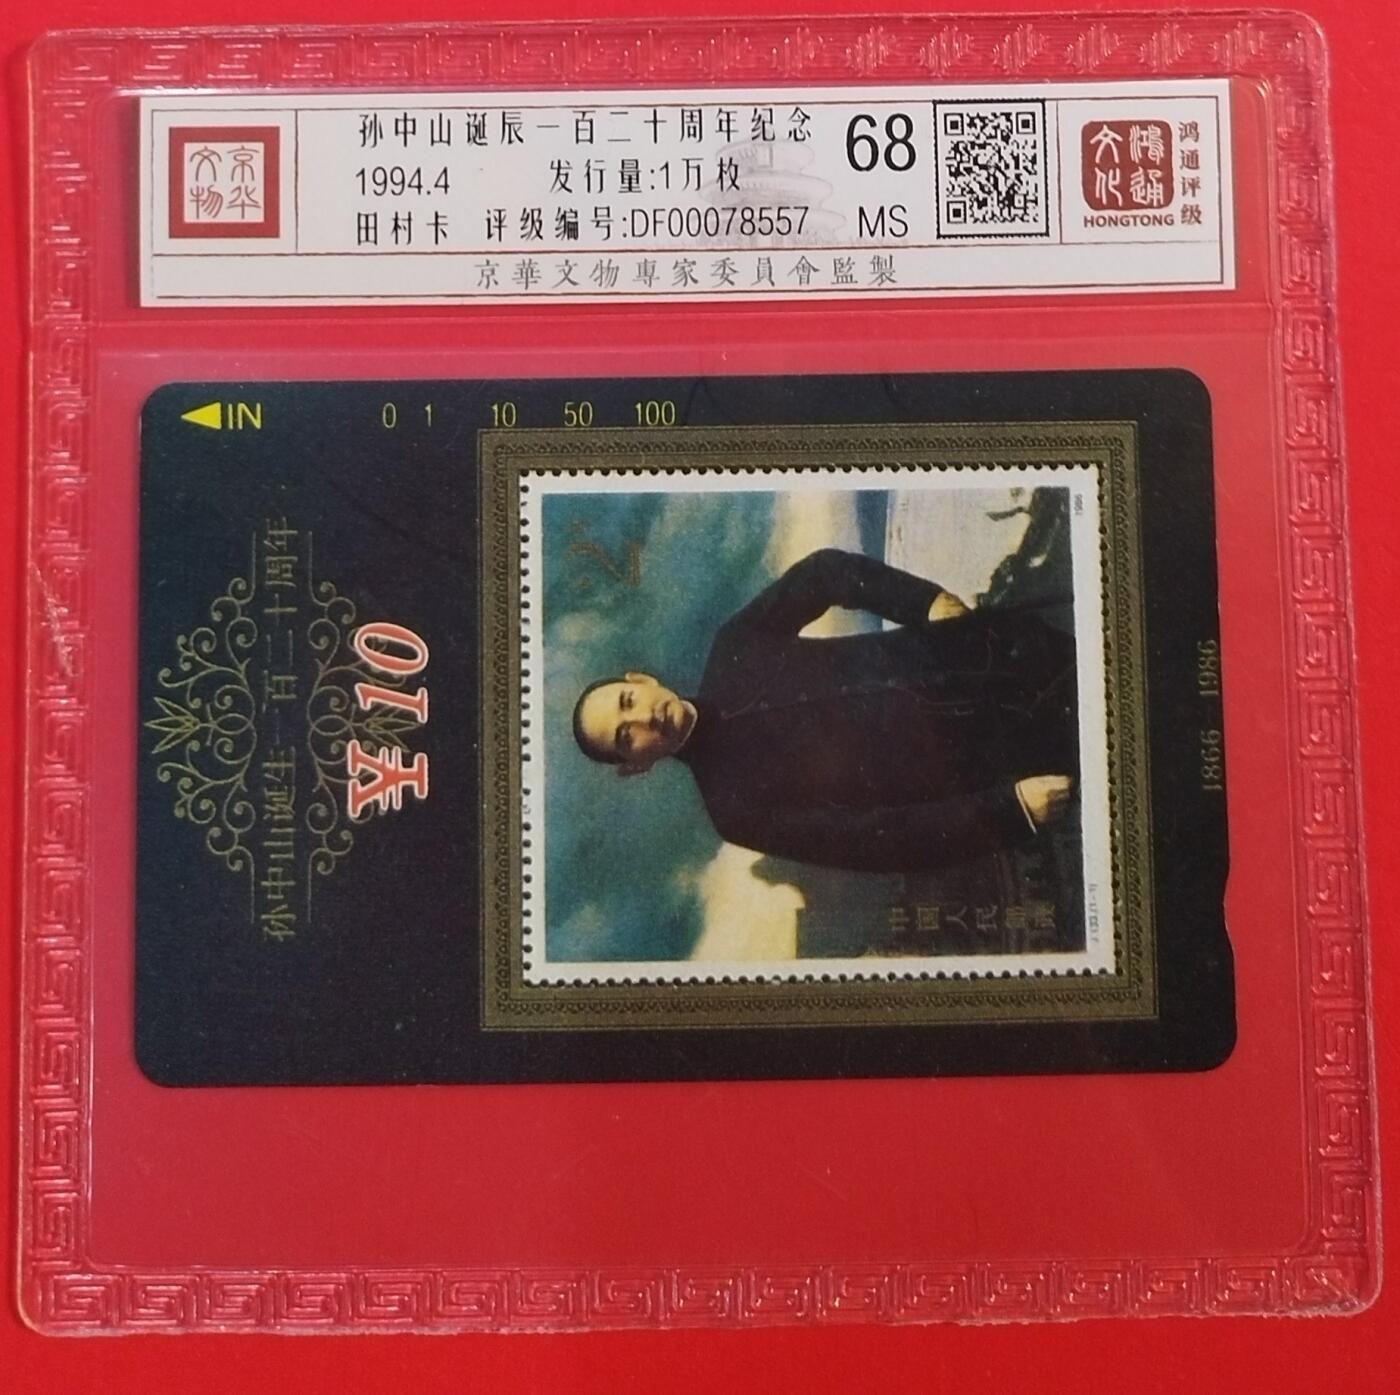 京华
文物
孙中山诞辰一百二十周年纪念
1994.4 发行量:1万枚
田村卡 评级编号:DF00078557
68
MS
鸿通
文化
HONGTONG
鸿通评级
京華文物專家委員會監製
IN
0 1 10 50 100
孙中山诞生一百二十周年
¥10
1986
中国人民邮政
1866-1986